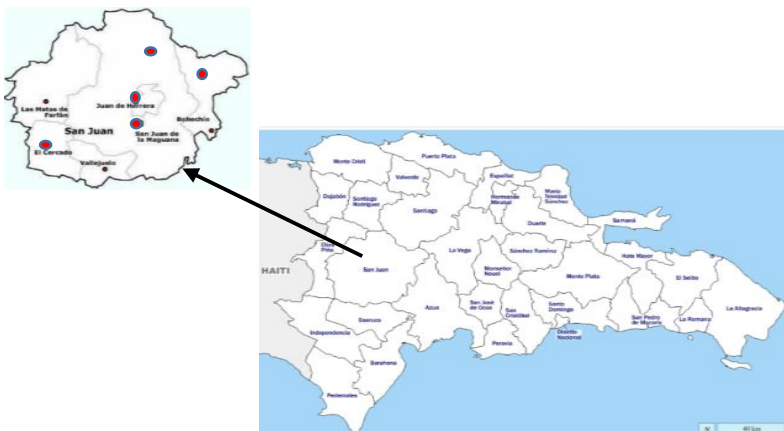 Las Matas de
Farfán
Juan de Herrera
Bohechío
San Juan
San Juan de
la Maguana
El Cercado
Vallejuelo
Monte Cristi
Puerto Plata
Valverde
Espaillat
Dajabón
Santiago
Rodríguez
Santiago
Hermanas
Mirabal
María
Trinidad
Sánchez
Duarte
Samaná
Elías
Piña
HAITI
San Juan
La Vega
Sánchez Ramírez
Monseñor
Nouel
Monte Plata
Hato Mayor
El Seibo
La Altagracia
Azua
San José
de Ocoa
San
Cristóbal
Santo
Domingo
San Pedro
de Macorís
La Romana
Baoruco
Independencia
Peravia
Distrito
Nacional
Barahona
Pedernales
N